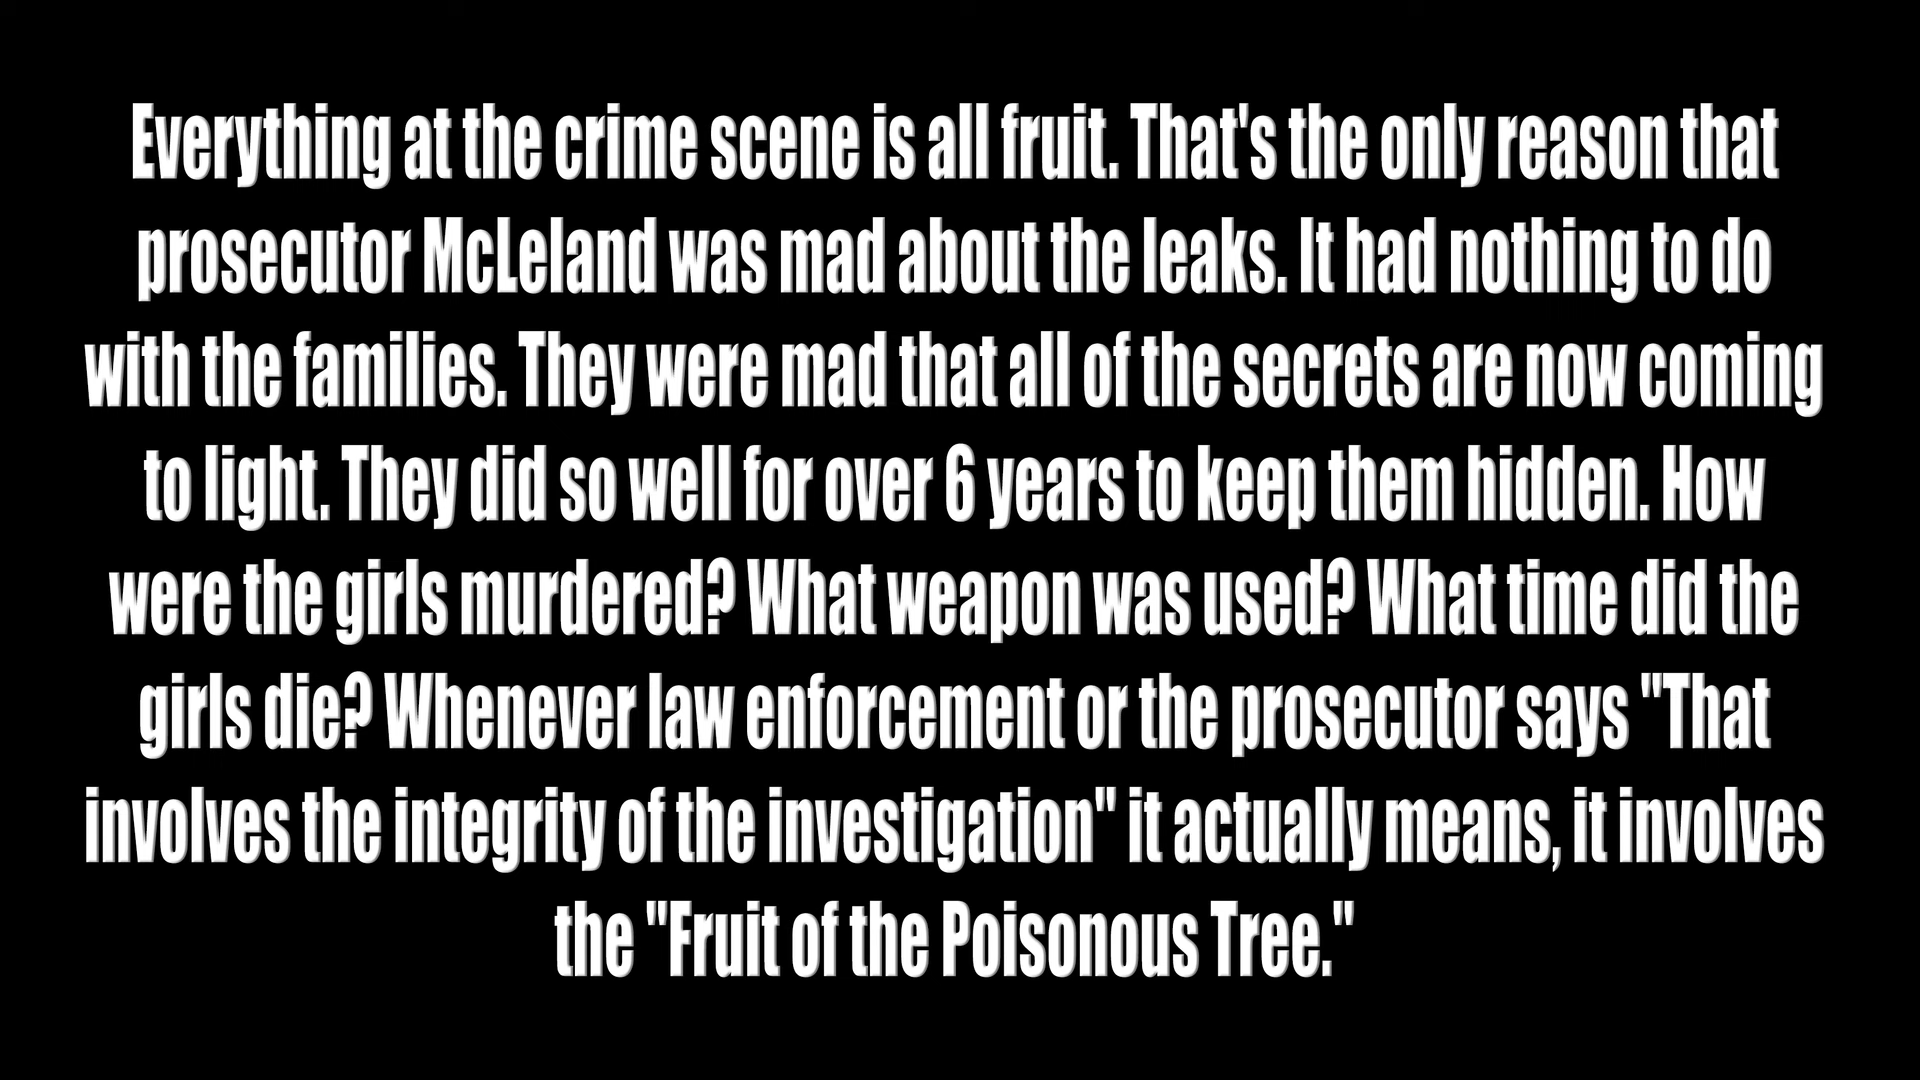 Everything at the crime scene is all fruit. That's the only reason that
prosecutor McLeland was mad about the leaks. It had nothing to do
with the families. They were mad that all of the secrets are now coming
to light. They did so well for over 6 years to keep them hidden. How
were the girls murdered? What weapon was used? What time did the
girls die? Whenever law enforcement or the prosecutor says "That
involves the integrity of the investigation" it actually means, it involves
the "Fruit of the Poisonous Tree."